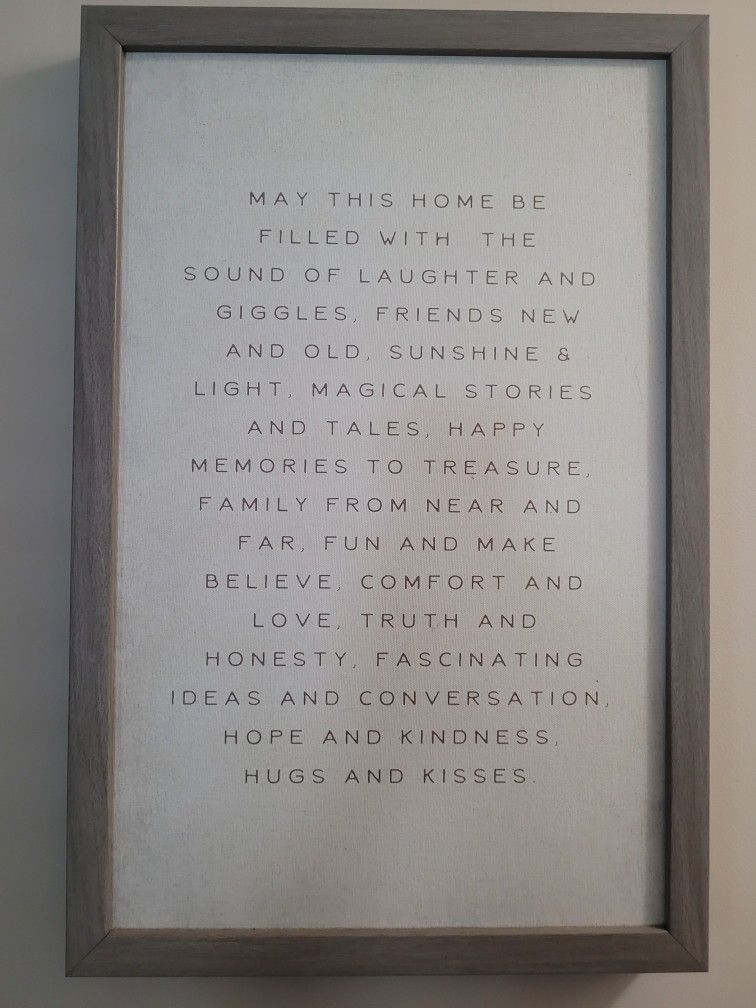 MAY THIS HOME BE
FILLED WITH THE
SOUND OF LAUGHTER AND
GIGGLES, FRIENDS NEW
AND OLD, SUNSHINE &
LIGHT, MAGICAL STORIES
AND TALES, HAPPY
MEMORIES TO TREASURE,
FAMILY FROM NEAR AND
FAR, FUN AND MAKE
BELIEVE, COMFORT AND
LOVE, TRUTH AND
HONESTY, FASCINATING
IDEAS AND CONVERSATION,
HOPE AND KINDNESS,
HUGS AND KISSES.